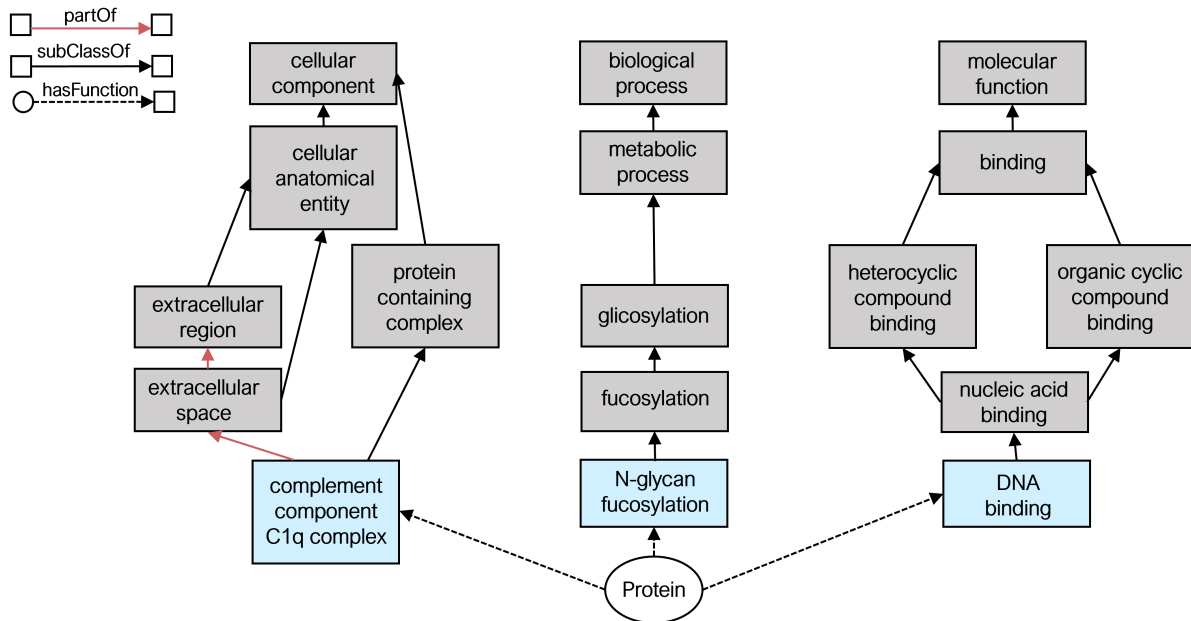 partOf
subClassOf
hasFunction
cellular
component
cellular
anatomical
entity
protein
containing
complex
extracellular
region
extracellular
space
complement
component
C1q complex
biological
process
metabolic
process
glicosylation
fucosylation
N-glycan
fucosylation
Protein
molecular
function
binding
heterocyclic
compound
binding
organic cyclic
compound
binding
nucleic acid
binding
DNA
binding